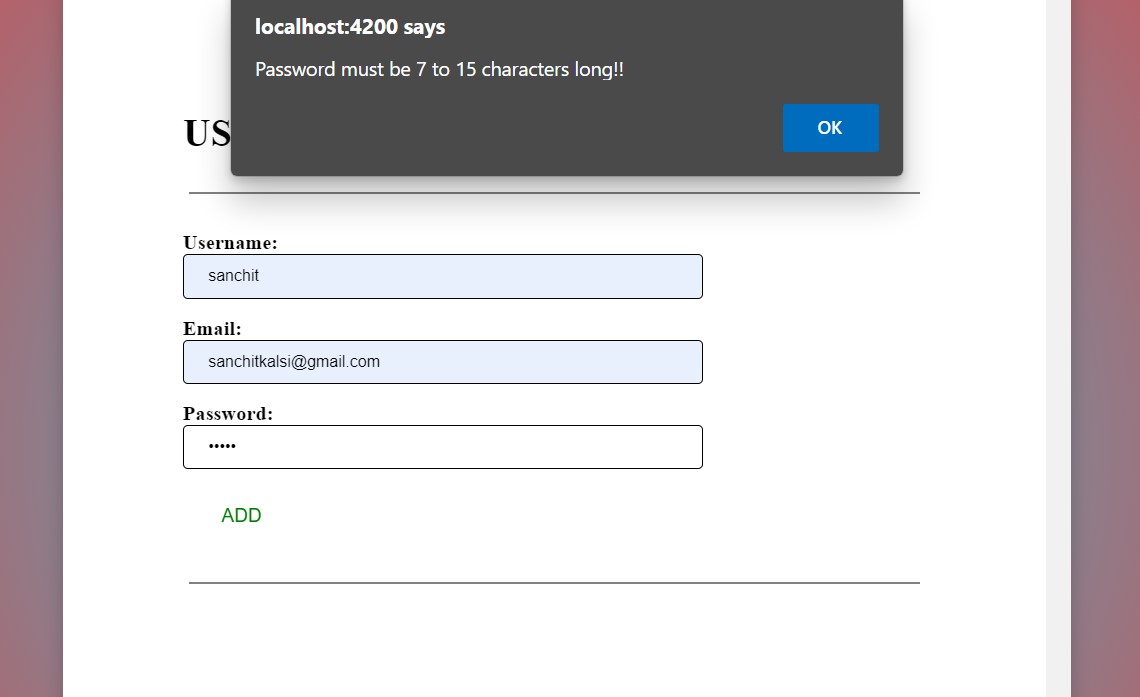 localhost:4200 says
Password must be 7 to 15 characters long!!
OK
US
Username:
sanchit
Email:
sanchitkalsi@gmail.com
Password:
•••••
ADD